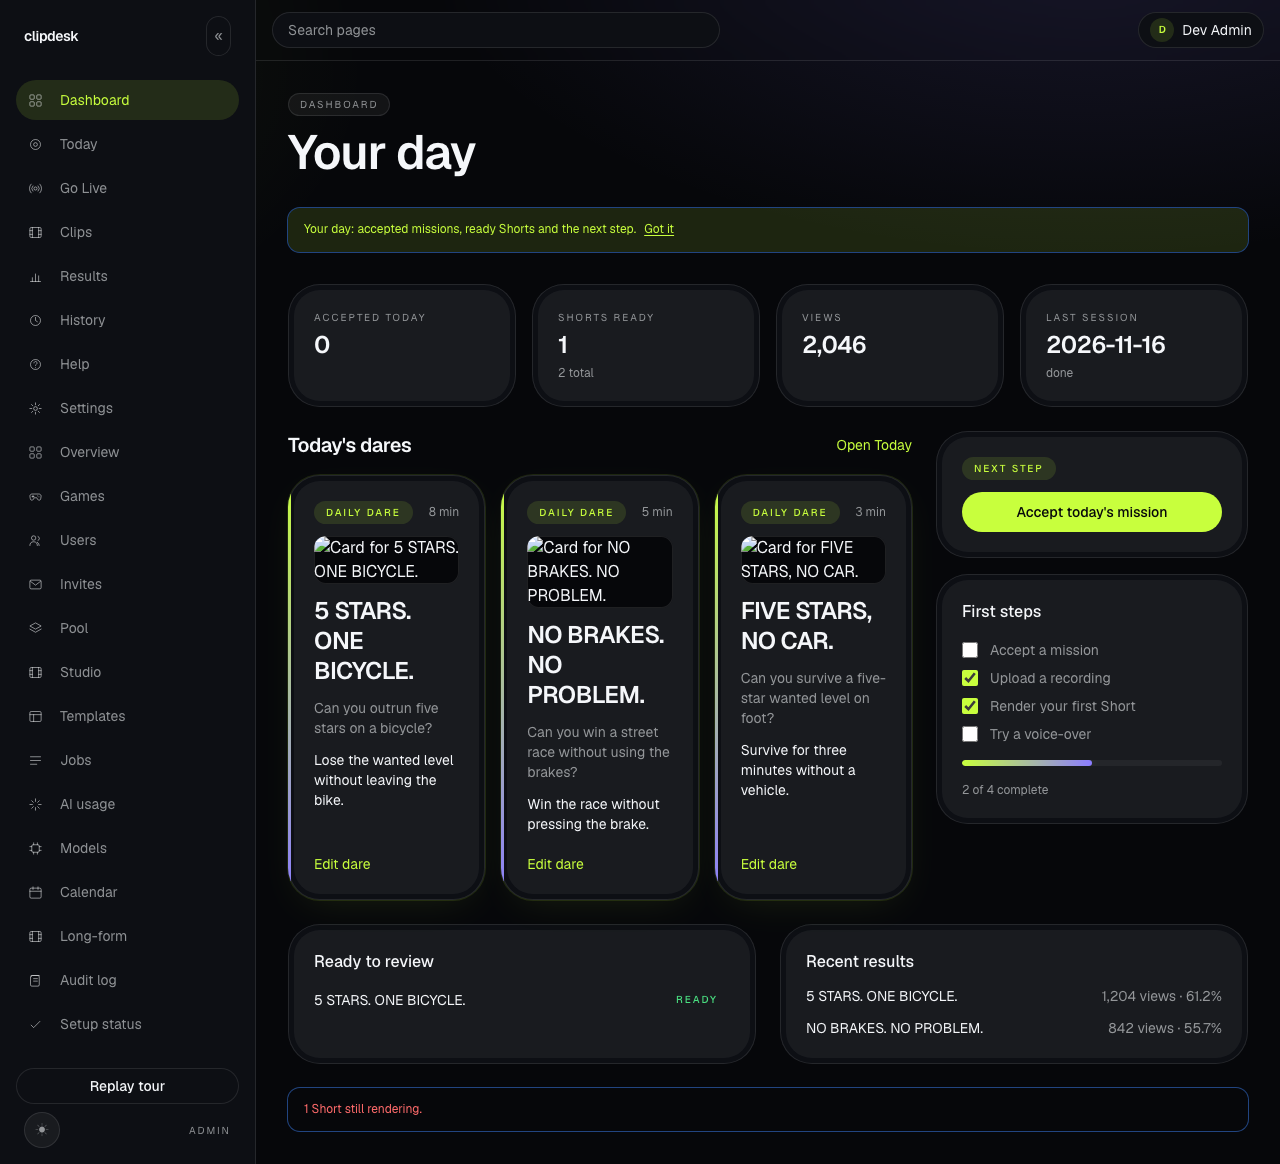 clipdesk
«
Search pages
D
Dev Admin
Dashboard
Today
Go Live
Clips
Results
History
Help
Settings
Overview
Games
Users
Invites
Pool
Studio
Templates
Jobs
AI usage
Models
Calendar
Long-form
Audit log
Setup status
Replay tour
ADMIN
DASHBOARD
Your day
Your day: accepted missions, ready Shorts and the next step. Got it
ACCEPTED TODAY
0
SHORTS READY
1
2 total
VIEWS
2,046
LAST SESSION
2026-11-16
done
Today's dares
Open Today
DAILY DARE
8 min
Card for 5 STARS.
ONE BICYCLE.
5 STARS.
ONE
BICYCLE.
Can you outrun five
stars on a bicycle?
Lose the wanted level
without leaving the
bike.
Edit dare
DAILY DARE
5 min
Card for NO
BRAKES. NO
PROBLEM.
NO BRAKES.
NO
PROBLEM.
Can you win a street
race without using the
brakes?
Win the race without
pressing the brake.
Edit dare
DAILY DARE
3 min
Card for FIVE
STARS, NO CAR.
FIVE STARS,
NO CAR.
Can you survive a five-
star wanted level on
foot?
Survive for three
minutes without a
vehicle.
Edit dare
NEXT STEP
Accept today's mission
First steps
Accept a mission
Upload a recording
Render your first Short
Try a voice-over
2 of 4 complete
Ready to review
5 STARS. ONE BICYCLE.
READY
Recent results
5 STARS. ONE BICYCLE.
1,204 views · 61.2%
NO BRAKES. NO PROBLEM.
842 views · 55.7%
1 Short still rendering.